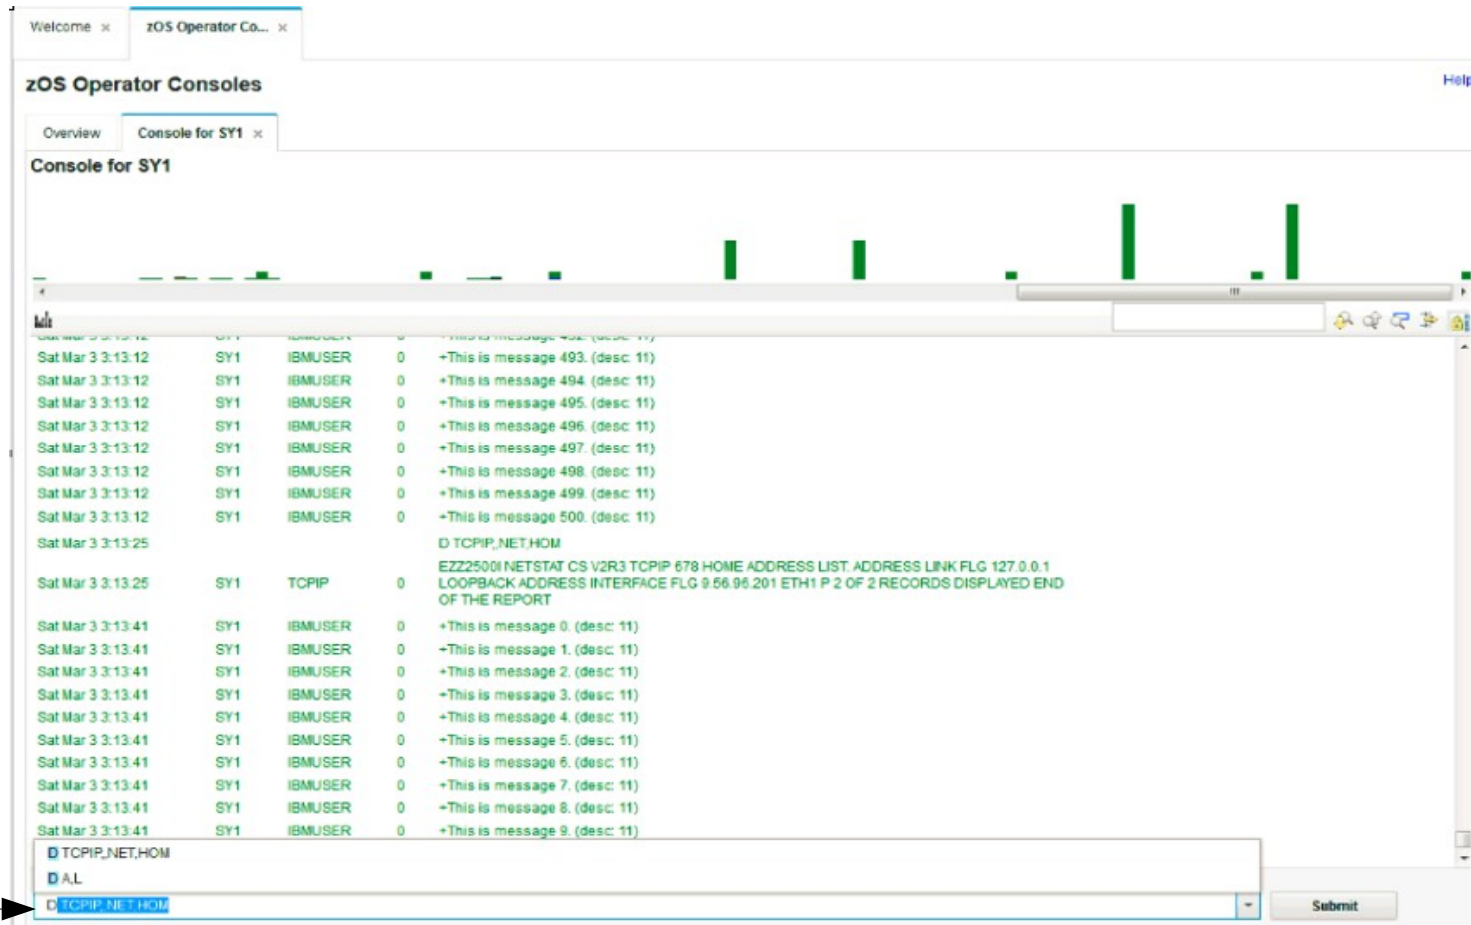 Welcome × zOS Operator Co... ×
zOS Operator Consoles Help
Overview Console for SY1 ×
Console for SY1
Sat Mar 3 3:13:12 SY1 IBMUSER 0 +This is message 492. (desc: 11)
Sat Mar 3 3:13:12 SY1 IBMUSER 0 +This is message 493. (desc: 11)
Sat Mar 3 3:13:12 SY1 IBMUSER 0 +This is message 494. (desc: 11)
Sat Mar 3 3:13:12 SY1 IBMUSER 0 +This is message 495. (desc: 11)
Sat Mar 3 3:13:12 SY1 IBMUSER 0 +This is message 496. (desc: 11)
Sat Mar 3 3:13:12 SY1 IBMUSER 0 +This is message 497. (desc: 11)
Sat Mar 3 3:13:12 SY1 IBMUSER 0 +This is message 498. (desc: 11)
Sat Mar 3 3:13:12 SY1 IBMUSER 0 +This is message 499. (desc: 11)
Sat Mar 3 3:13:12 SY1 IBMUSER 0 +This is message 500. (desc: 11)
Sat Mar 3 3:13:25 D TCPIP,,NET,HOM
EZZ2500I NETSTAT CS V2R3 TCPIP 678 HOME ADDRESS LIST: ADDRESS LINK FLG 127.0.0.1
Sat Mar 3 3:13:25 SY1 TCPIP 0 LOOPBACK ADDRESS INTERFACE FLG 9.56.96.201 ETH1 P 2 OF 2 RECORDS DISPLAYED END
OF THE REPORT
Sat Mar 3 3:13:41 SY1 IBMUSER 0 +This is message 0. (desc: 11)
Sat Mar 3 3:13:41 SY1 IBMUSER 0 +This is message 1. (desc: 11)
Sat Mar 3 3:13:41 SY1 IBMUSER 0 +This is message 2. (desc: 11)
Sat Mar 3 3:13:41 SY1 IBMUSER 0 +This is message 3. (desc: 11)
Sat Mar 3 3:13:41 SY1 IBMUSER 0 +This is message 4. (desc: 11)
Sat Mar 3 3:13:41 SY1 IBMUSER 0 +This is message 5. (desc: 11)
Sat Mar 3 3:13:41 SY1 IBMUSER 0 +This is message 6. (desc: 11)
Sat Mar 3 3:13:41 SY1 IBMUSER 0 +This is message 7. (desc: 11)
Sat Mar 3 3:13:41 SY1 IBMUSER 0 +This is message 8. (desc: 11)
Sat Mar 3 3:13:41 SY1 IBMUSER 0 +This is message 9. (desc: 11)
D TCPIP,,NET,HOM
D A,L
D TCPIP,,NET,HOM Submit